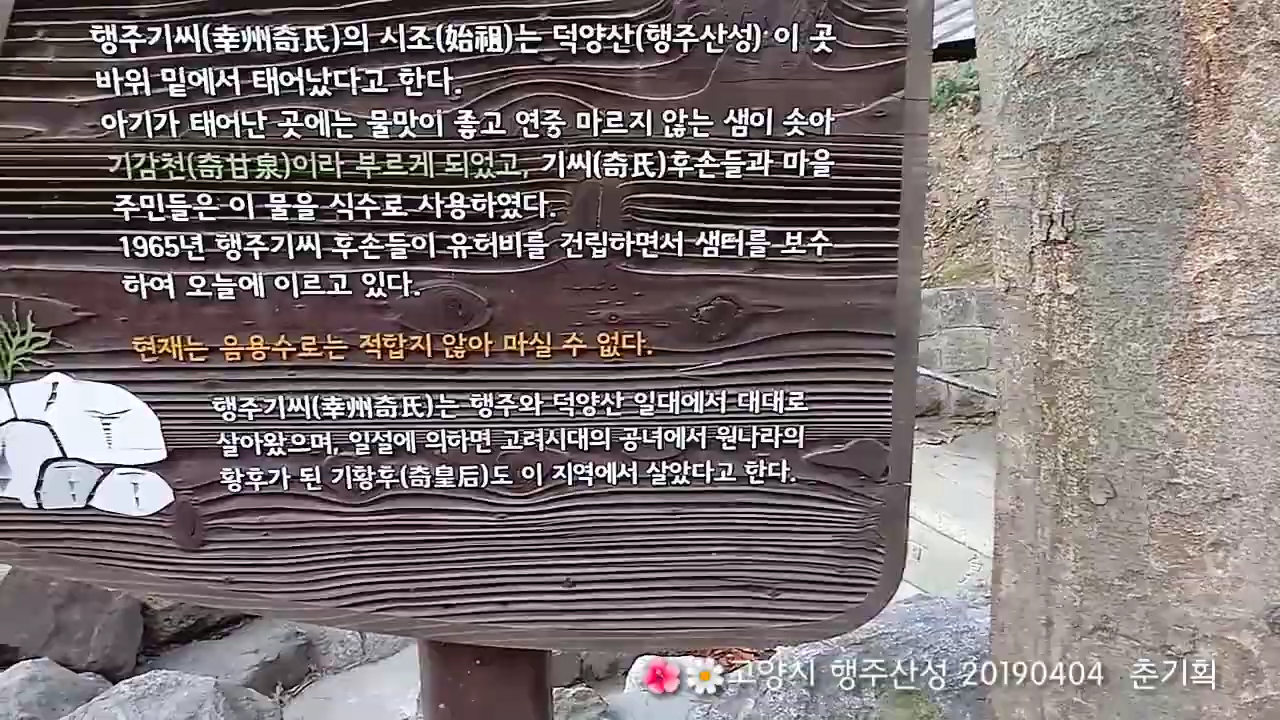 행주기씨(幸州奇氏)의 시조(始祖)는 덕양산(행주산성) 이 곳
바위 밑에서 태어났다고 한다.
아기가 태어난 곳에는 물맛이 좋고 연중 마르지 않는 샘이 솟아
기감천(奇甘泉)이라 부르게 되었고, 기씨(奇氏)후손들과 마을
주민들은 이 물을 식수로 사용하였다.
1965년 행주기씨 후손들이 유허비를 건립하면서 샘터를 보수
하여 오늘에 이르고 있다.
현재는 음용수로는 적합지 않아 마실 수 없다.
행주기씨(幸州奇氏)는 행주와 덕양산 일대에서 대대로
살아왔으며, 일설에 의하면 고려시대의 공녀에서 원나라의
황후가 된 기황후(奇皇后)도 이 지역에서 살았다고 한다.
고양시 행주산성 20190404 춘기획